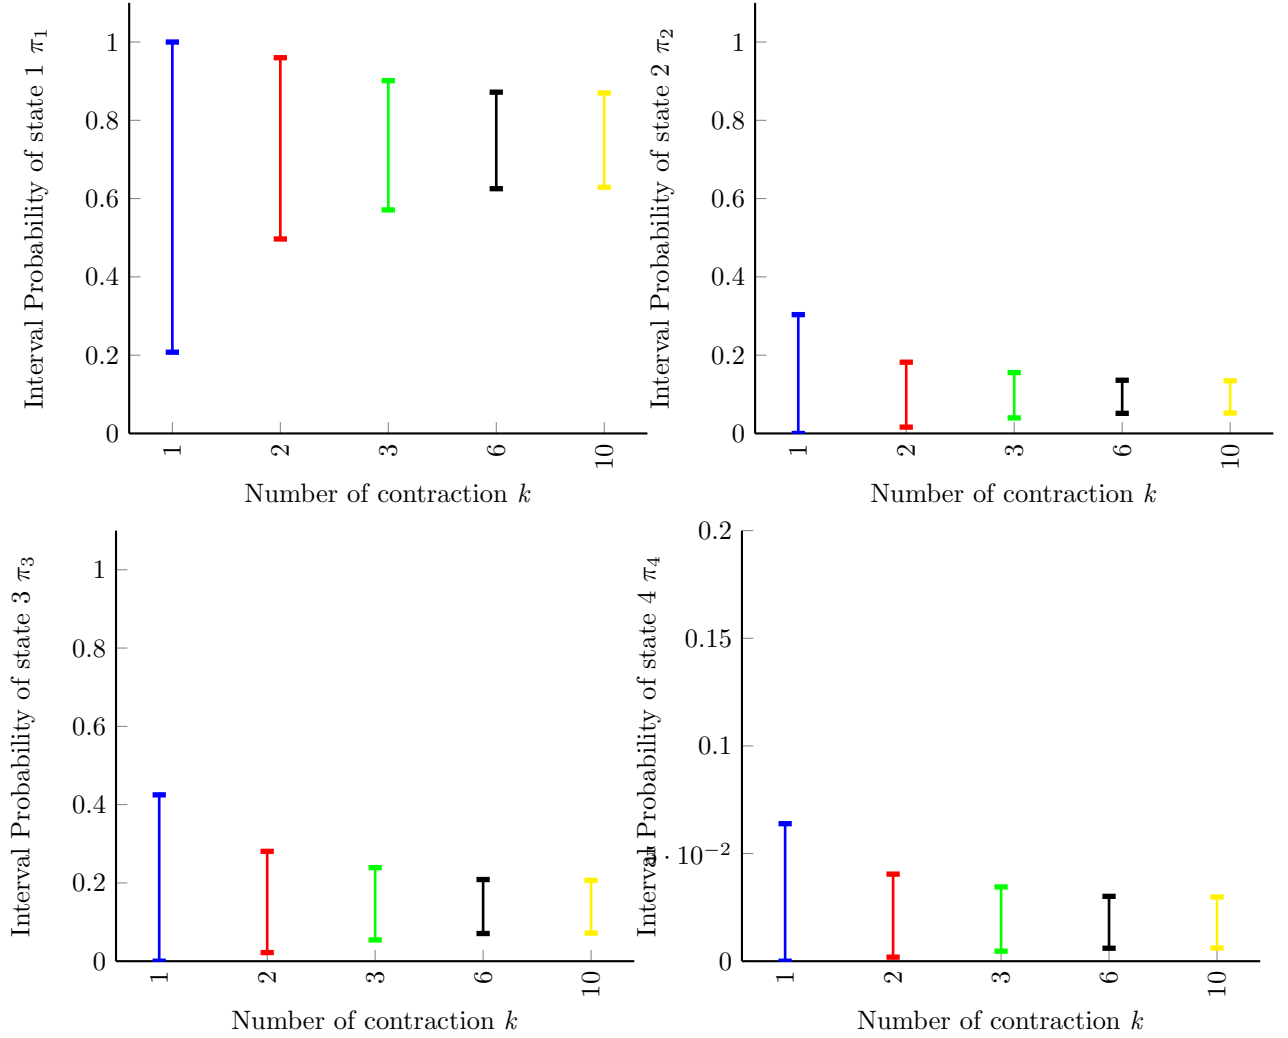 Interval Probability of state 1 π₁
1
0.8
0.6
0.4
0.2
0
1 2 3 6 10
Number of contraction k
Interval Probability of state 2 π₂
1
0.8
0.6
0.4
0.2
0
1 2 3 6 10
Number of contraction k
Interval Probability of state 3 π₃
1
0.8
0.6
0.4
0.2
0
1 2 3 6 10
Number of contraction k
Interval Probability of state 4 π₄
0.2
0.15
0.1
5 · 10⁻²
0
1 2 3 6 10
Number of contraction k